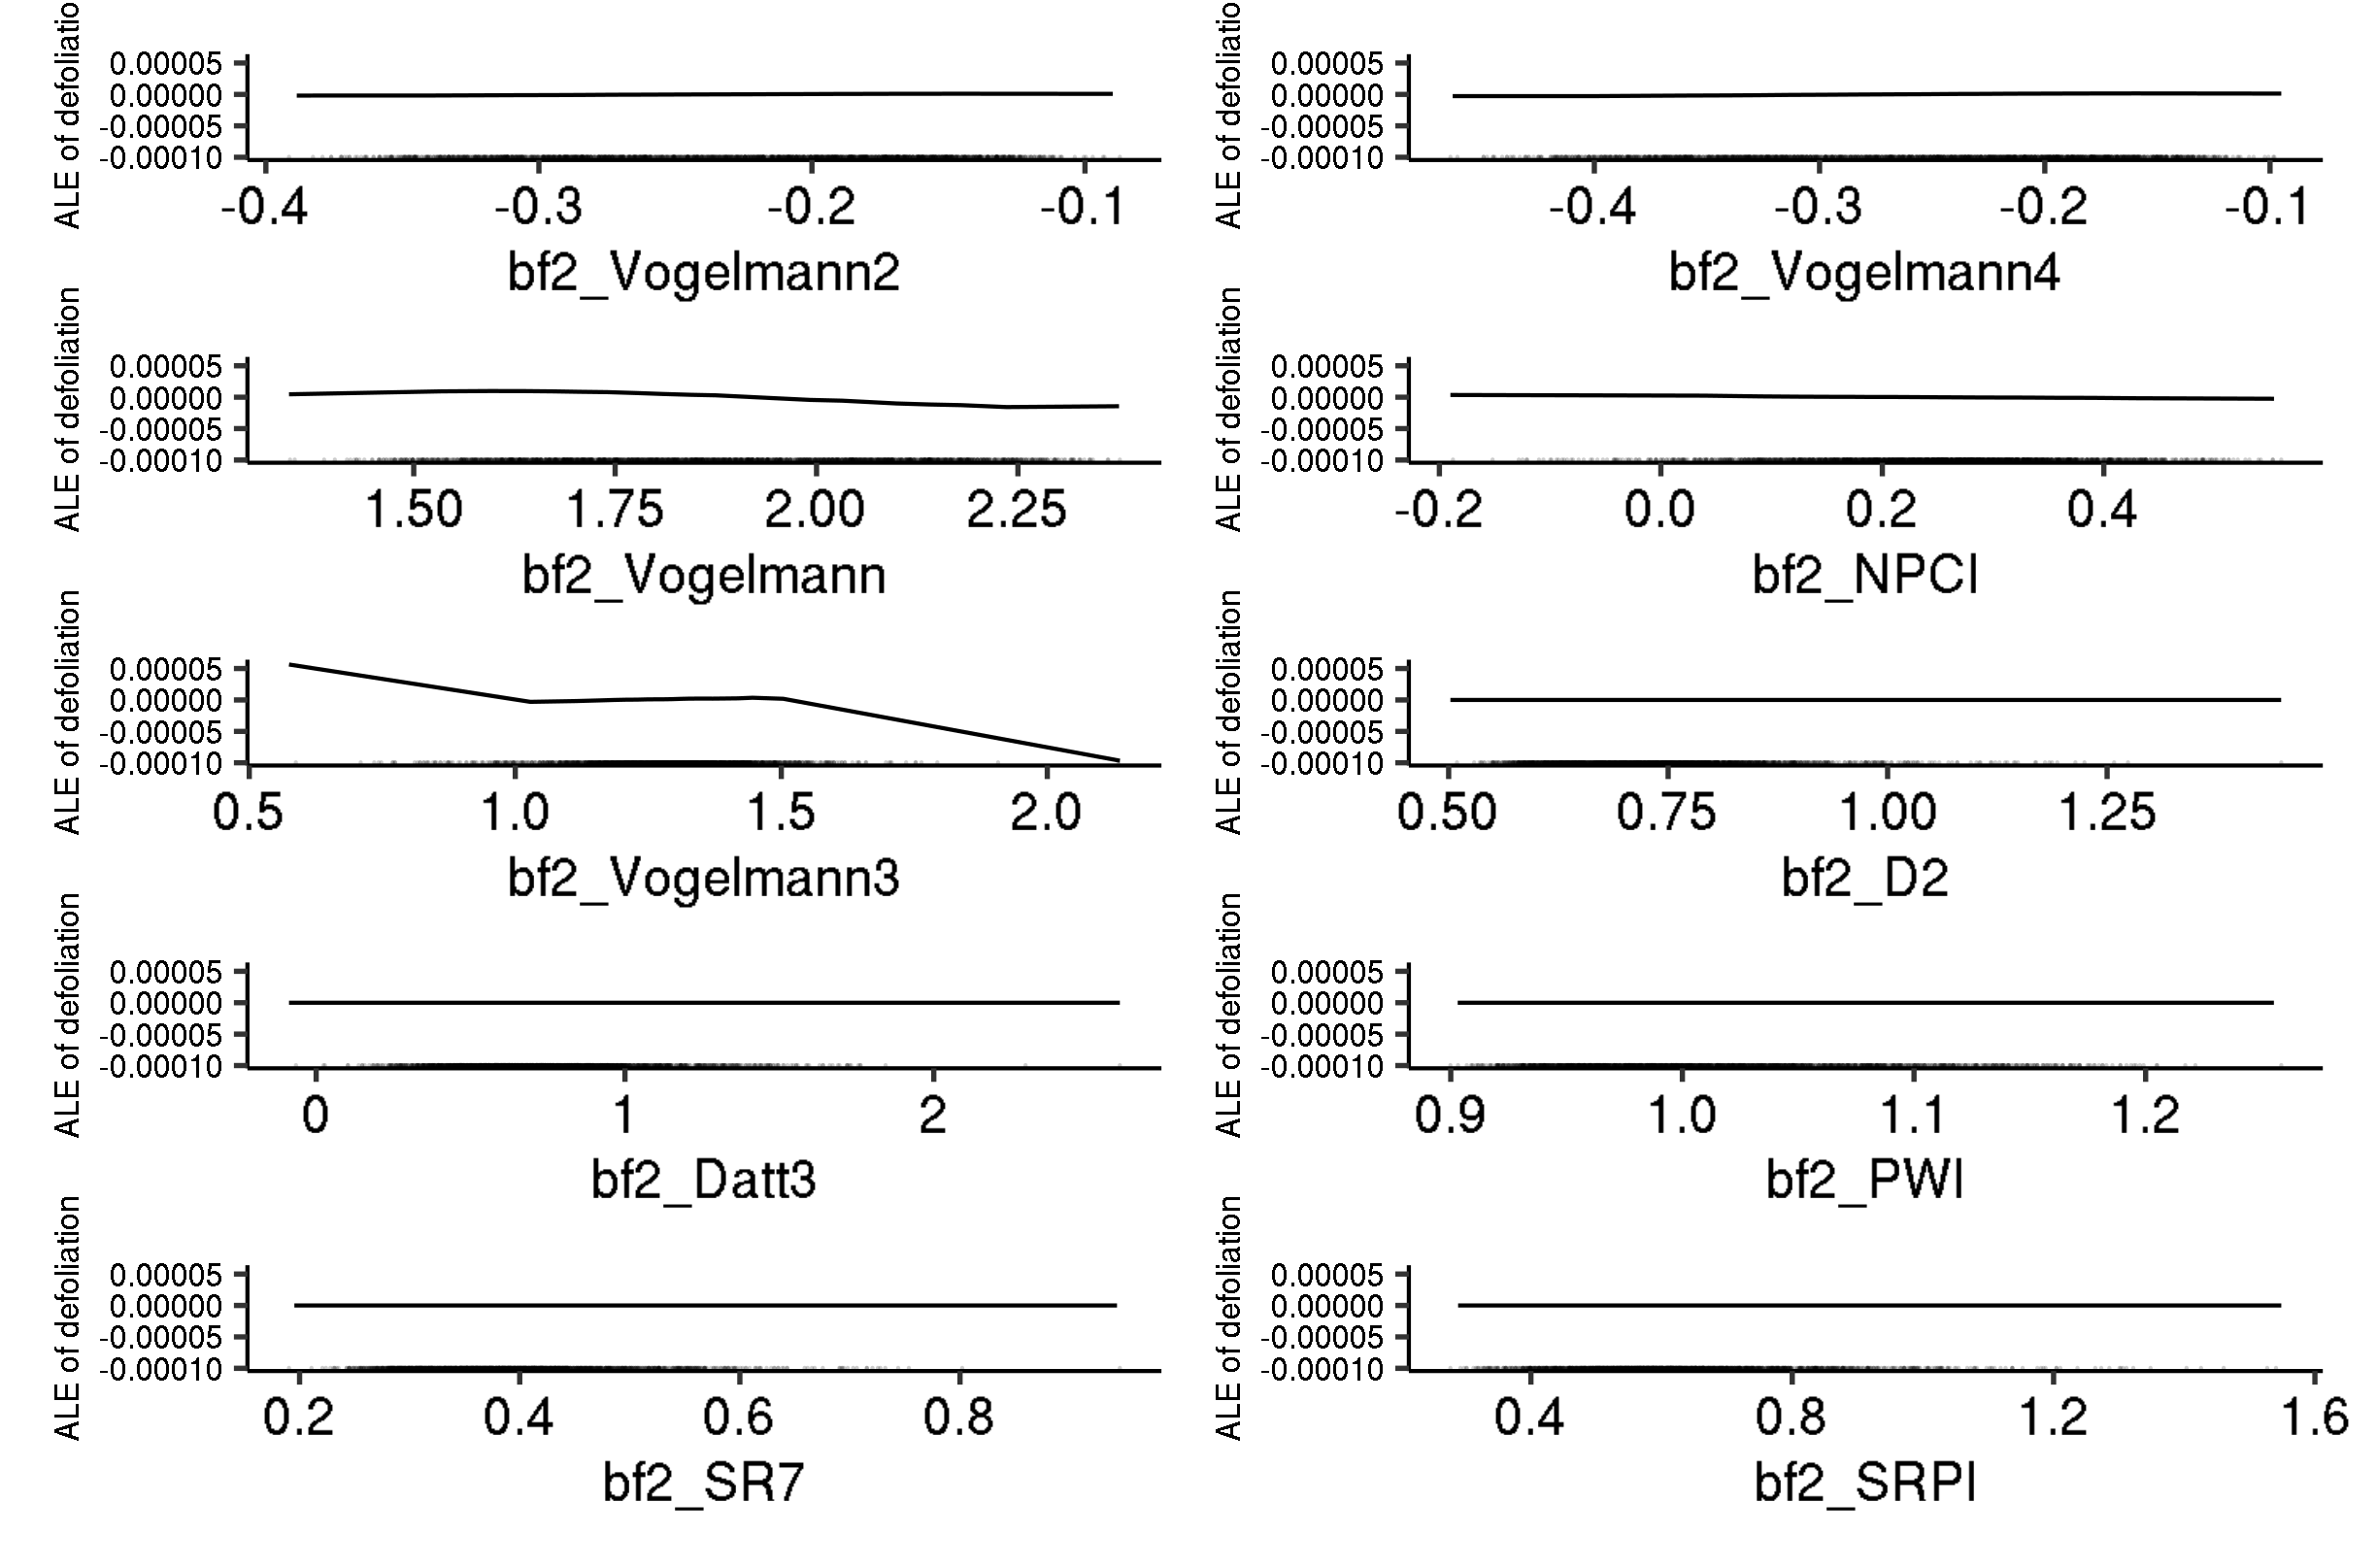 ALE of defoliatio
0.00005
0.00000
-0.00005
-0.00010
-0.4 -0.3 -0.2 -0.1
bf2_Vogelmann2
ALE of defoliatio
0.00005
0.00000
-0.00005
-0.00010
-0.4 -0.3 -0.2 -0.1
bf2_Vogelmann4
ALE of defoliation
0.00005
0.00000
-0.00005
-0.00010
1.50 1.75 2.00 2.25
bf2_Vogelmann
ALE of defoliation
0.00005
0.00000
-0.00005
-0.00010
-0.2 0.0 0.2 0.4
bf2_NPCI
ALE of defoliation
0.00005
0.00000
-0.00005
-0.00010
0.5 1.0 1.5 2.0
bf2_Vogelmann3
ALE of defoliation
0.00005
0.00000
-0.00005
-0.00010
0.50 0.75 1.00 1.25
bf2_D2
ALE of defoliation
0.00005
0.00000
-0.00005
-0.00010
0 1 2
bf2_Datt3
ALE of defoliation
0.00005
0.00000
-0.00005
-0.00010
0.9 1.0 1.1 1.2
bf2_PWI
ALE of defoliation
0.00005
0.00000
-0.00005
-0.00010
0.2 0.4 0.6 0.8
bf2_SR7
ALE of defoliation
0.00005
0.00000
-0.00005
-0.00010
0.4 0.8 1.2 1.6
bf2_SRPI